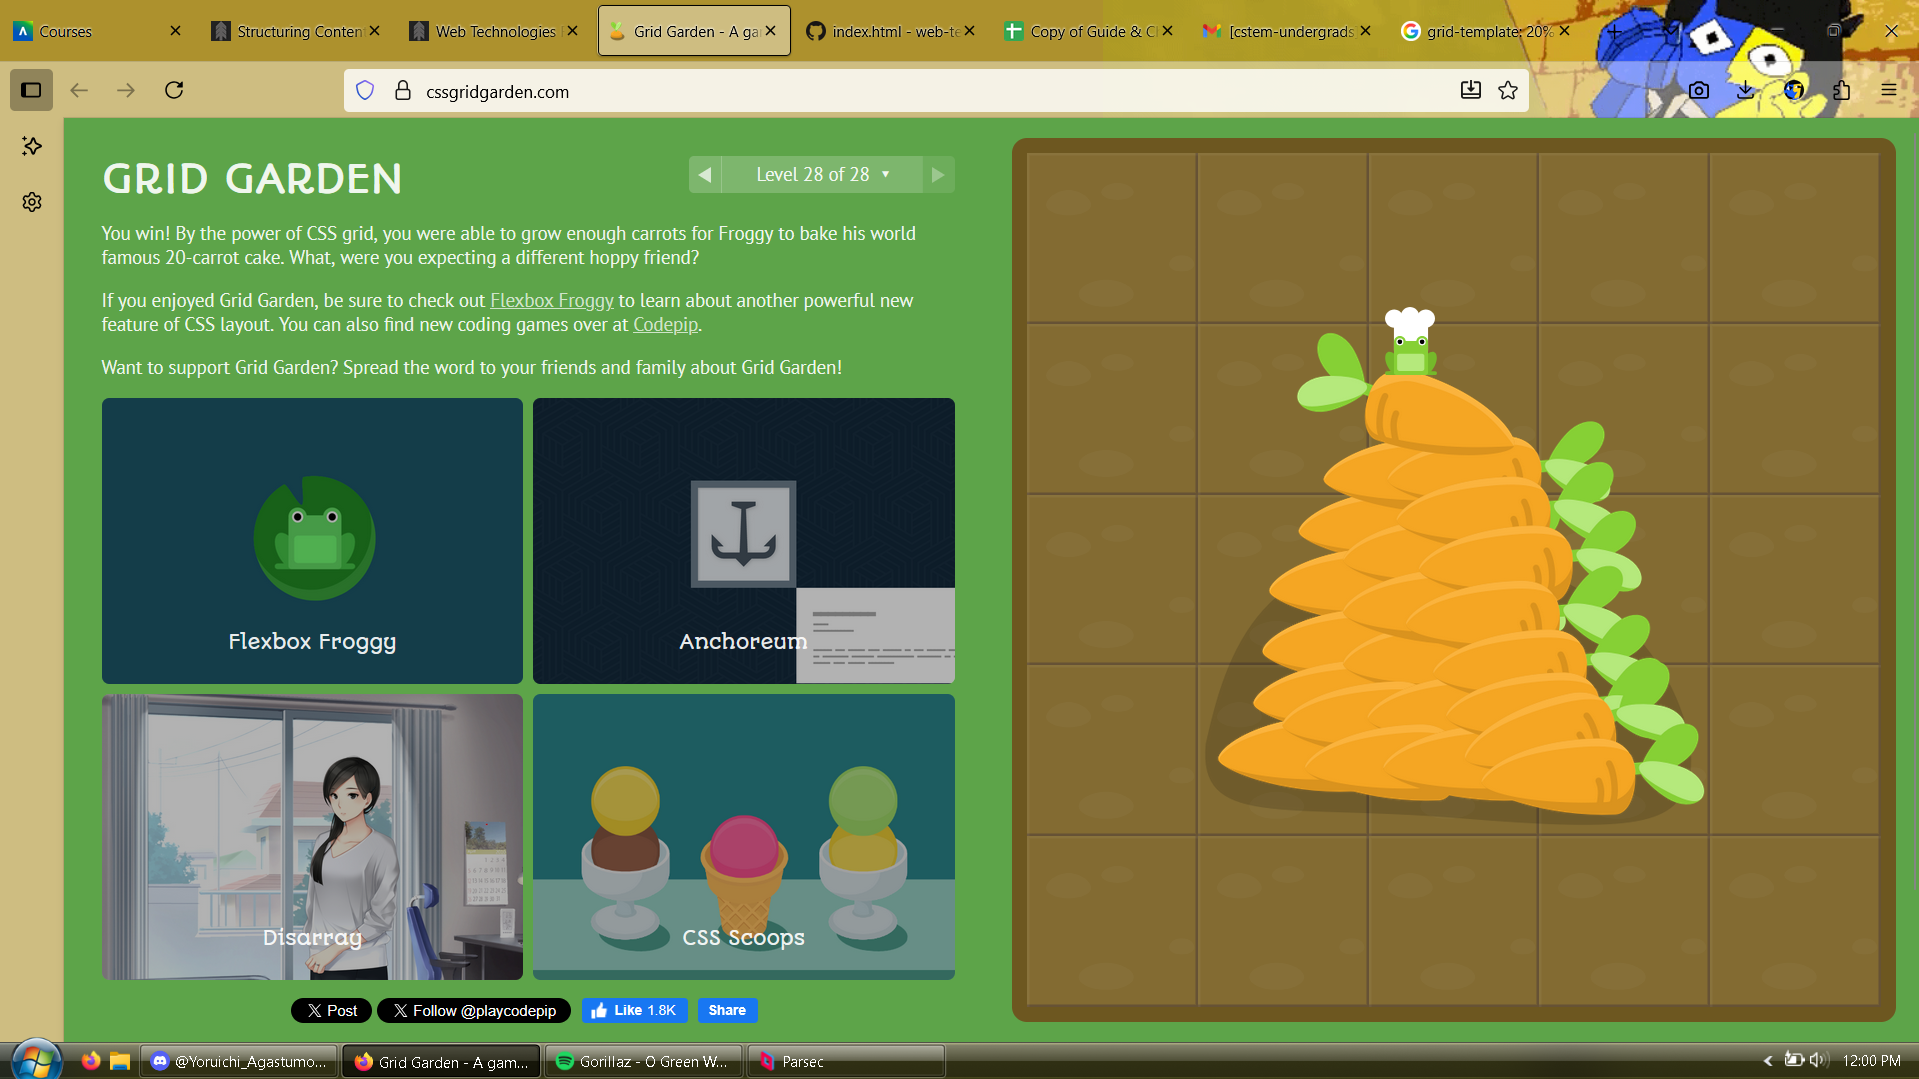 Courses
Structuring Conten
Web Technologies
Grid Garden - A ga
index.html - web-te
Copy of Guide & C
[cstem-undergrads
grid-template: 20%
cssgridgarden.com
GRID GARDEN
Level 28 of 28
You win! By the power of CSS grid, you were able to grow enough carrots for Froggy to bake his world
famous 20-carrot cake. What, were you expecting a different hoppy friend?
If you enjoyed Grid Garden, be sure to check out Flexbox Froggy to learn about another powerful new
feature of CSS layout. You can also find new coding games over at Codepip.
Want to support Grid Garden? Spread the word to your friends and family about Grid Garden!
Flexbox Froggy
Anchoreum
Disarray
CSS Scoops
Post
Follow @playcodepip
Like 1.8K
Share
@Yoruichi_Agastumo...
Grid Garden - A gam...
Gorillaz - O Green W...
Parsec
12:00 PM